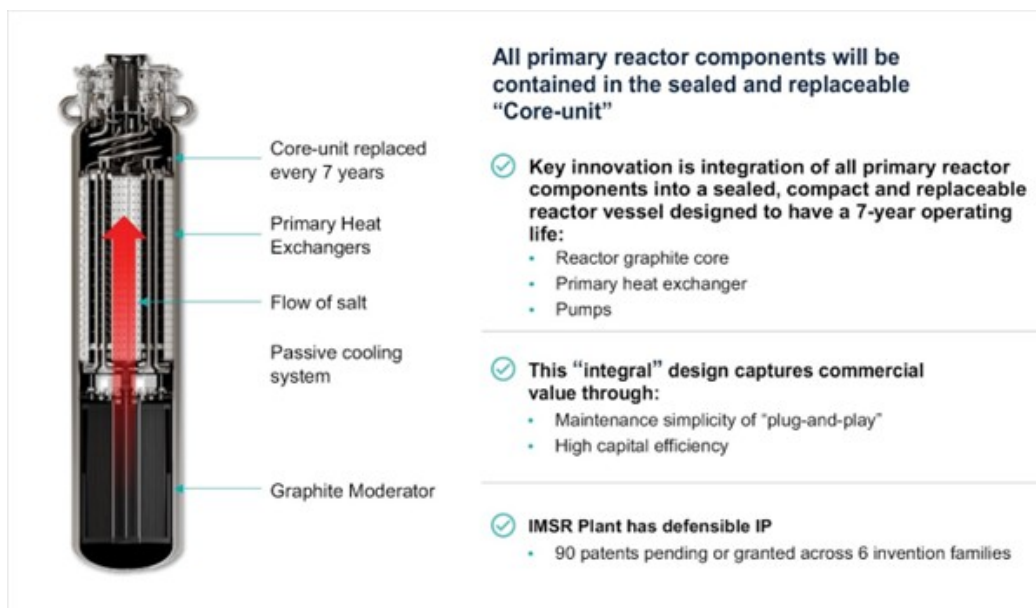 Core-unit replaced
every 7 years
Primary Heat
Exchangers
Flow of salt
Passive cooling
system
Graphite Moderator
All primary reactor components will be
contained in the sealed and replaceable
“Core-unit”
Key innovation is integration of all primary reactor
components into a sealed, compact and replaceable
reactor vessel designed to have a 7-year operating
life:
• Reactor graphite core
• Primary heat exchanger
• Pumps
This “integral” design captures commercial
value through:
• Maintenance simplicity of “plug-and-play”
• High capital efficiency
IMSR Plant has defensible IP
• 90 patents pending or granted across 6 invention families